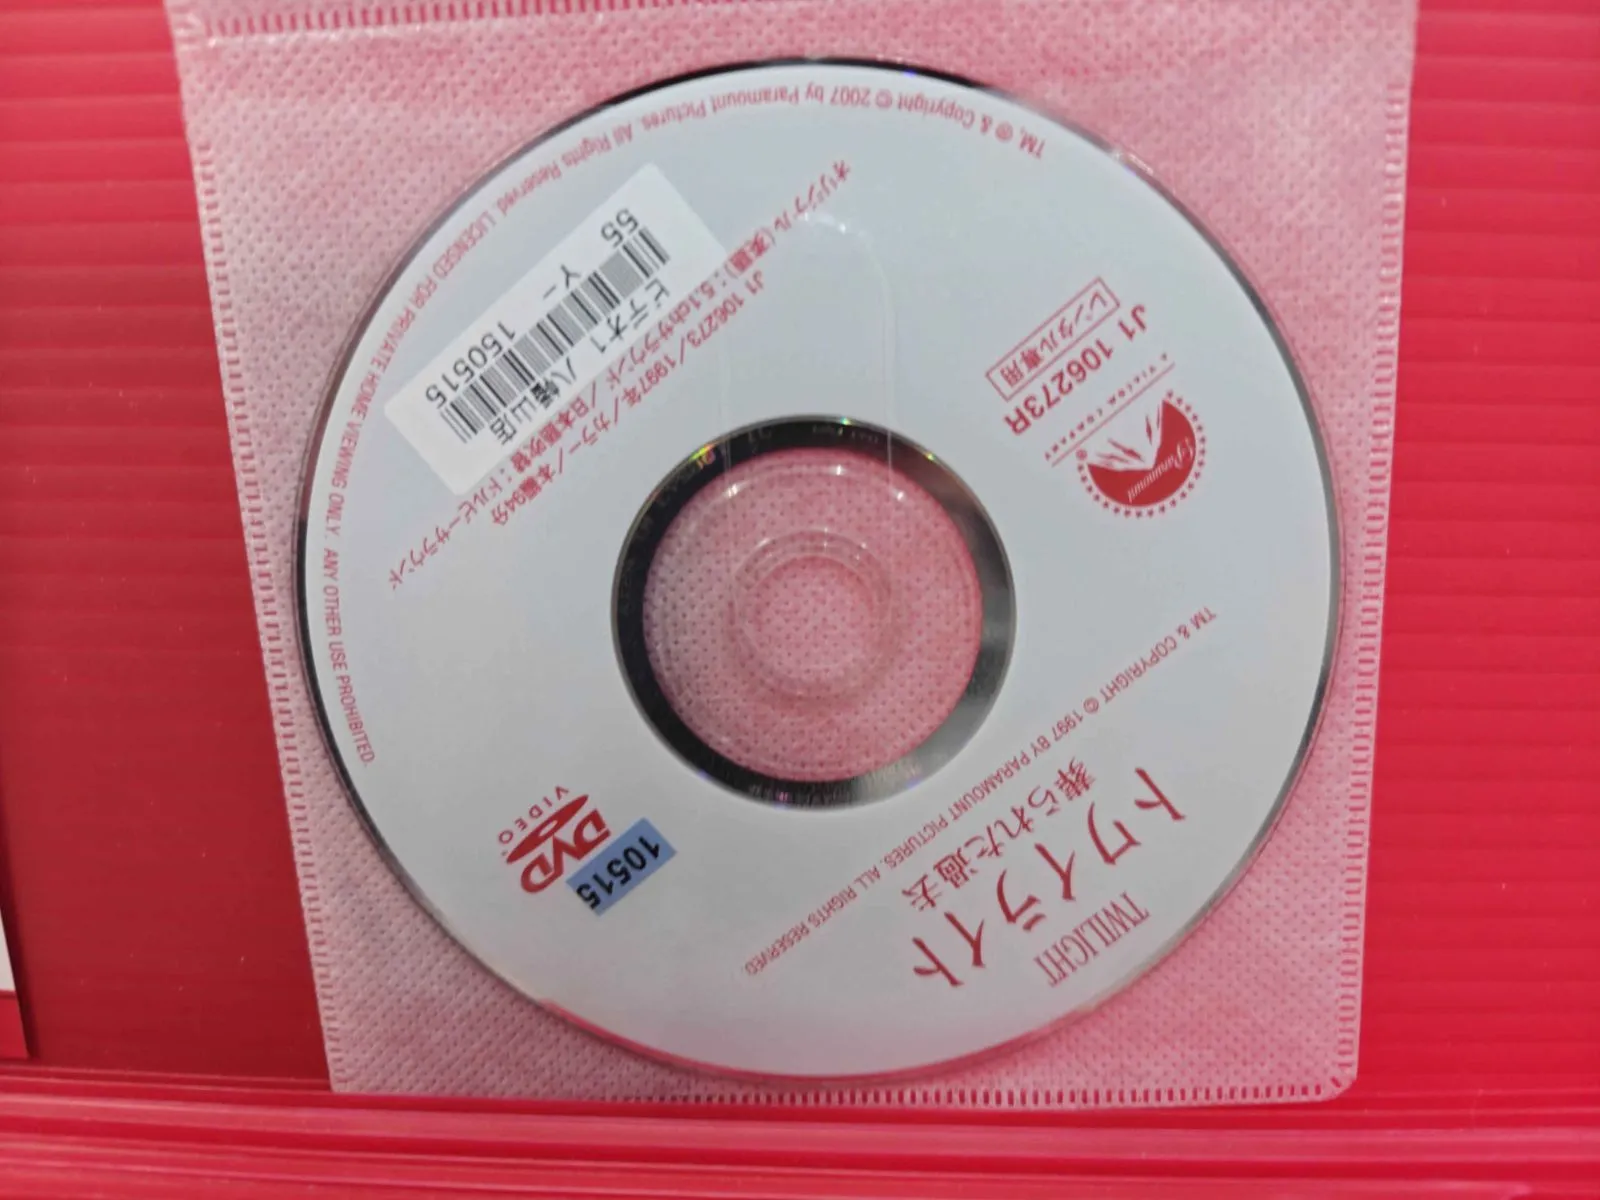 TWILIGHT
トワイライト
葬られた過去
TM & COPYRIGHT © 1997 BY PARAMOUNT PICTURES. ALL RIGHTS RESERVED.
10515
DVD
VIDEO
Paramount
A VIACOM COMPANY
J1 106273R
レンタル専用
J1 106273/1997年/カラー/本編94分
オリジナル(英語):5.1chサラウンド/日本語吹替:ドルビーサラウンド
ビデオ1 八幡山店
150515
Y-
55
TM, ® & Copyright © 2007 by Paramount Pictures. All Rights Reserved. LICENSED FOR PRIVATE HOME VIEWING ONLY. ANY OTHER USE PROHIBITED.